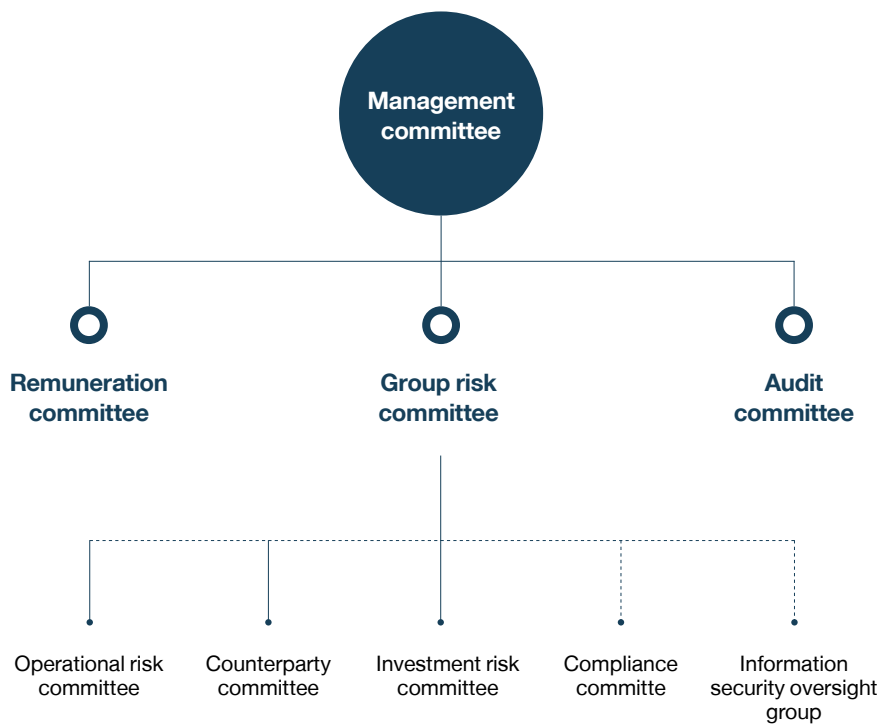 Management
committee
Remuneration
committee
Group risk
committee
Audit
committee
Operational risk
committee
Counterparty
committee
Investment risk
committee
Compliance
committe
Information
security oversight
group